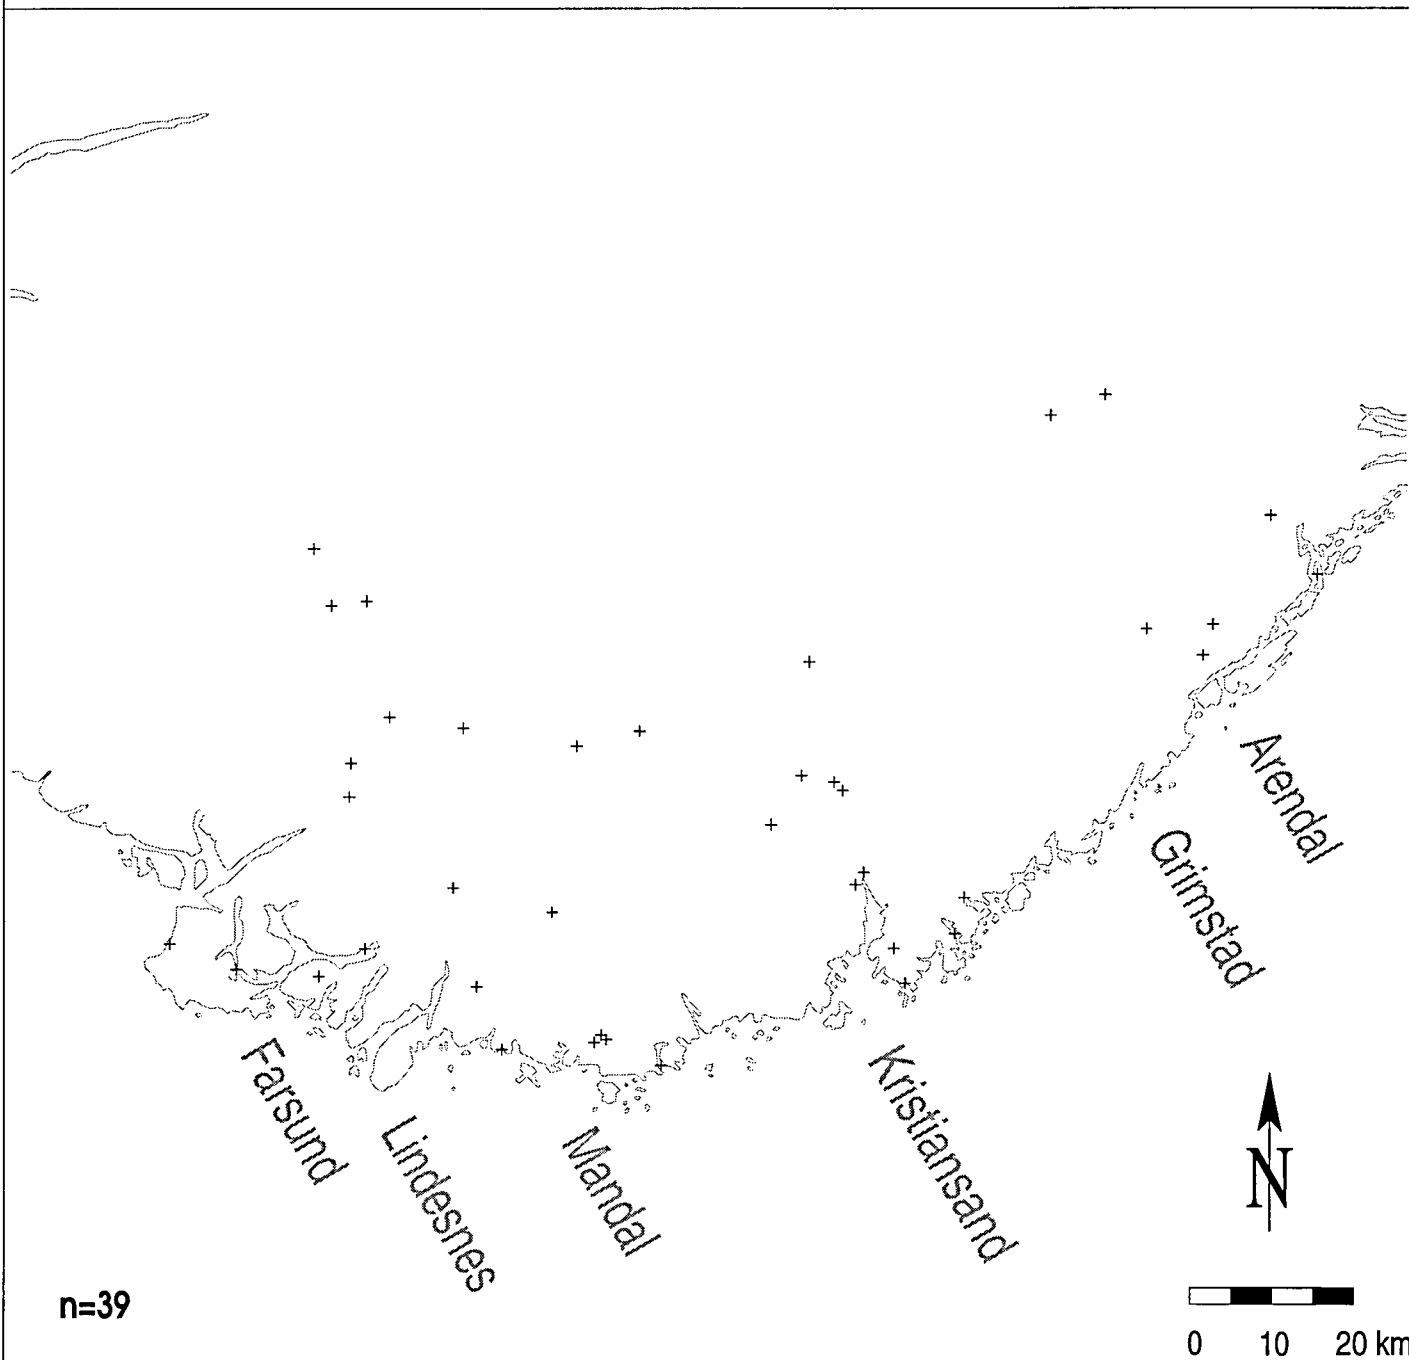 Arendal
Grimstad
Kristiansand
Farsund
Lindesnes
Mandal
N
n=39
0 10 20 km